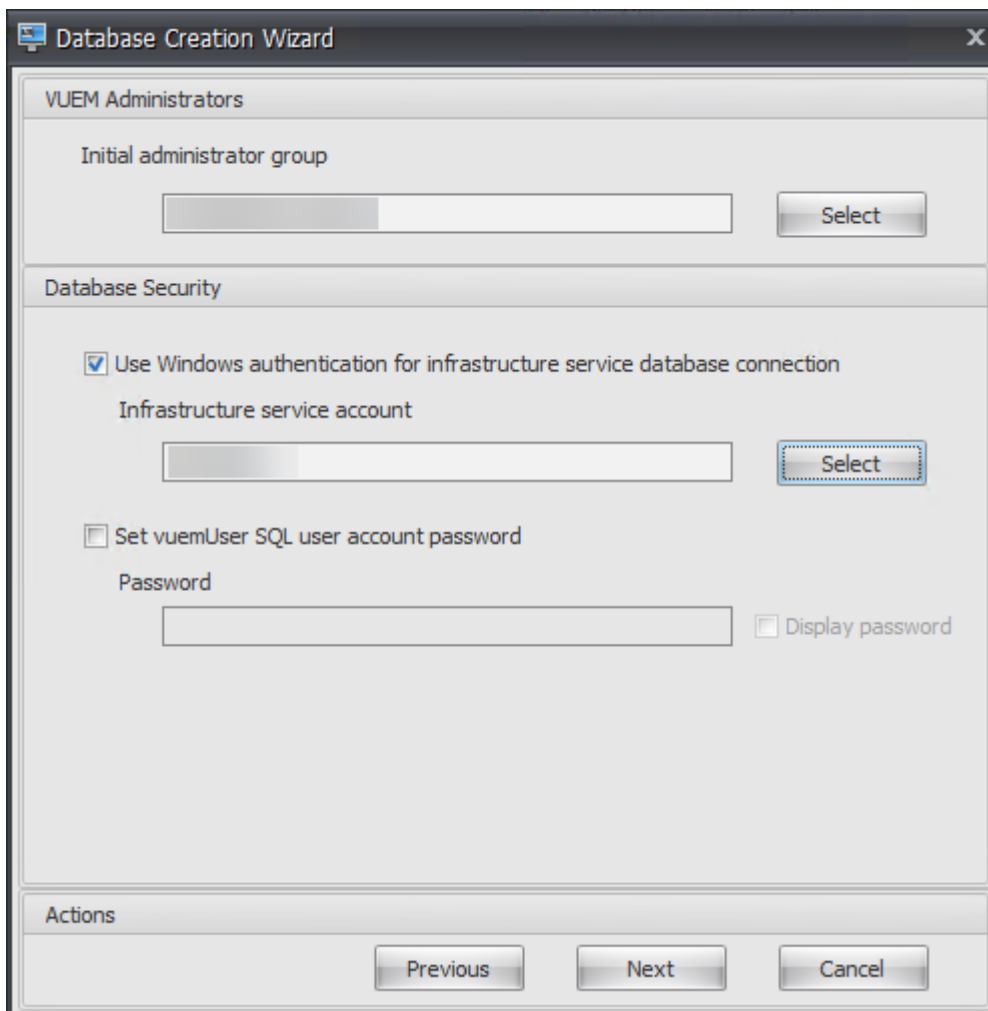 Database Creation Wizard
x
VUEM Administrators
Initial administrator group
Select
Database Security
Use Windows authentication for infrastructure service database connection
Infrastructure service account
Select
Set vuemUser SQL user account password
Password
Display password
Actions
Previous Next Cancel